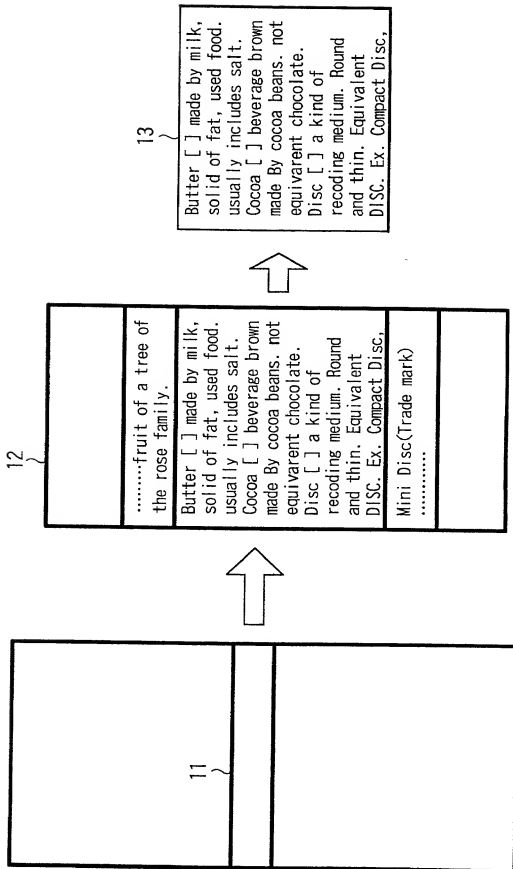 11
12
.........fruit of a tree of
the rose family.
Butter [ ] made by milk,
solid of fat, used food.
usually includes salt.
Cocoa [ ] beverage brown
made By cocoa beans. not
equivarent chocolate.
Disc [ ] a kind of
recoding medium. Round
and thin. Equivalent
DISC. Ex. Compact Disc,
Mini Disc(Trade mark)
.............
13
Butter [ ] made by milk,
solid of fat, used food.
usually includes salt.
Cocoa [ ] beverage brown
made By cocoa beans. not
equivarent chocolate.
Disc [ ] a kind of
recoding medium. Round
and thin. Equivalent
DISC. Ex. Compact Disc,